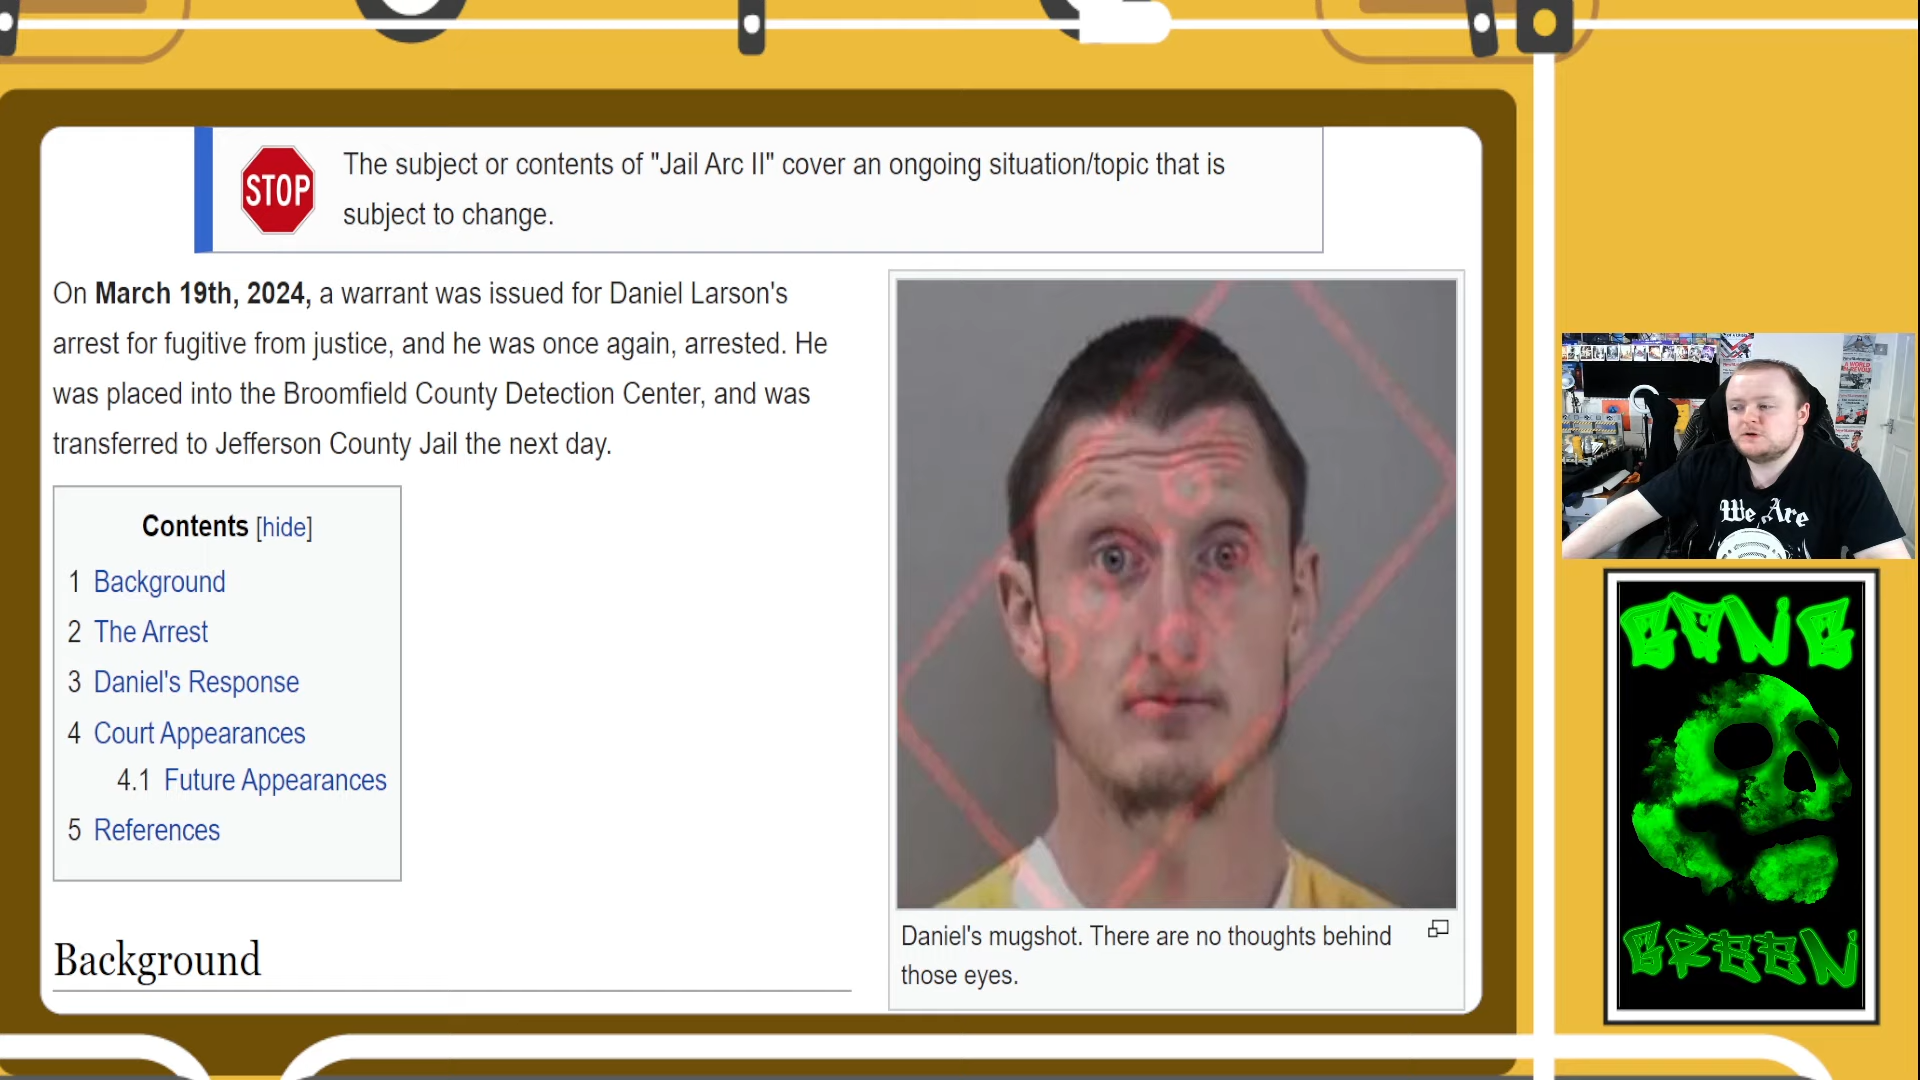 STOP
The subject or contents of "Jail Arc II" cover an ongoing situation/topic that is
subject to change.
On March 19th, 2024, a warrant was issued for Daniel Larson's
arrest for fugitive from justice, and he was once again, arrested. He
was placed into the Broomfield County Detection Center, and was
transferred to Jefferson County Jail the next day.
Contents [hide]
1 Background
2 The Arrest
3 Daniel's Response
4 Court Appearances
4.1 Future Appearances
5 References
Background
Daniel's mugshot. There are no thoughts behind
those eyes.
We Are
GONE
GREEN